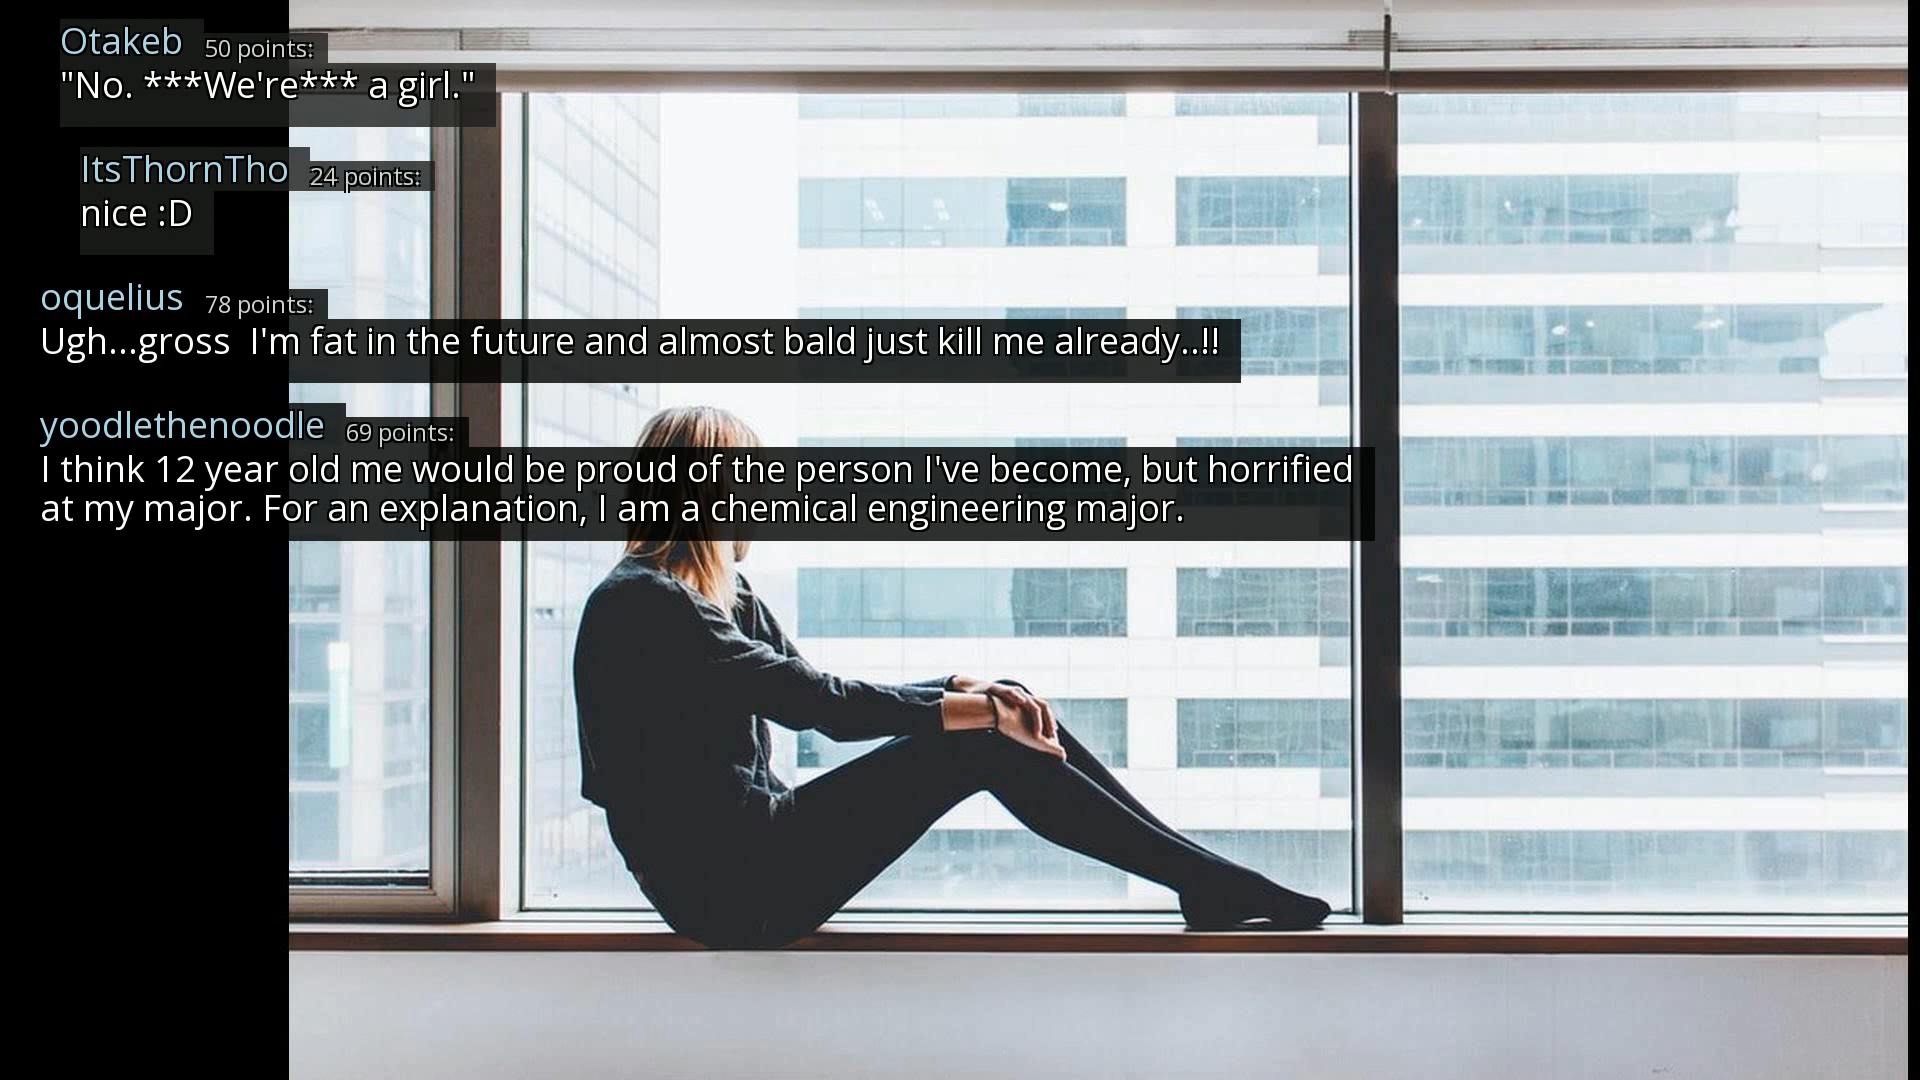 Otakeb 50 points:
"No. ***We're*** a girl."
ItsThornTho 24 points:
nice :D
oquelius 78 points:
Ugh...gross  I'm fat in the future and almost bald just kill me already..!!
yoodlethenoodle 69 points:
I think 12 year old me would be proud of the person I've become, but horrified
at my major. For an explanation, I am a chemical engineering major.